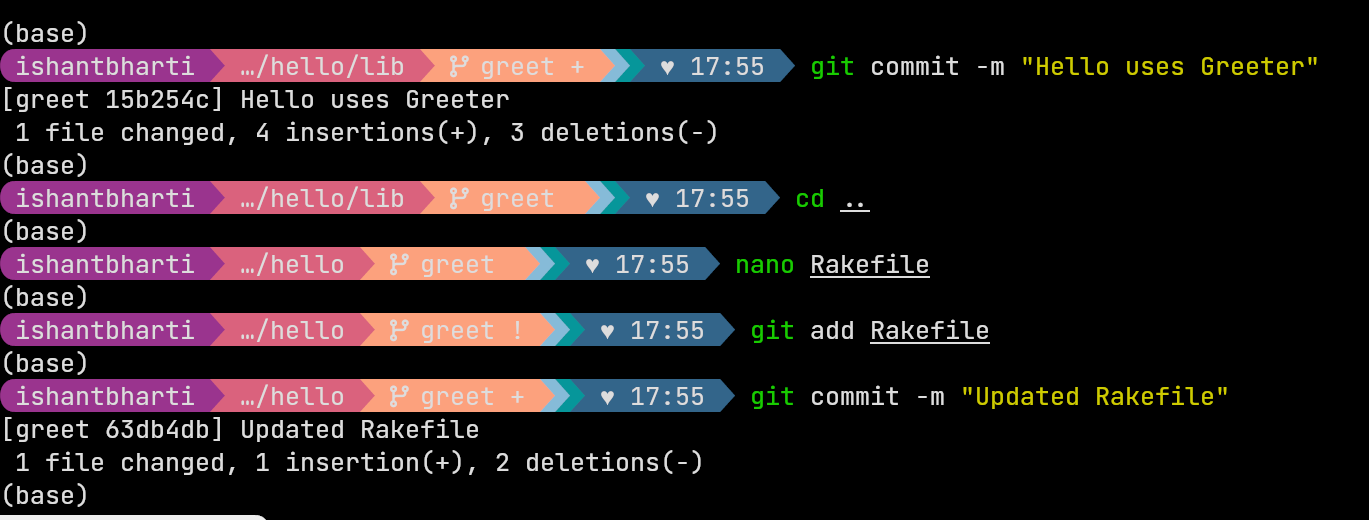 (base)
ishantbharti …/hello/lib greet + ♥ 17:55 git commit -m "Hello uses Greeter"
[greet 15b254c] Hello uses Greeter
 1 file changed, 4 insertions(+), 3 deletions(-)
(base)
ishantbharti …/hello/lib greet ♥ 17:55 cd ..
(base)
ishantbharti …/hello greet ♥ 17:55 nano Rakefile
(base)
ishantbharti …/hello greet ! ♥ 17:55 git add Rakefile
(base)
ishantbharti …/hello greet + ♥ 17:55 git commit -m "Updated Rakefile"
[greet 63db4db] Updated Rakefile
 1 file changed, 1 insertion(+), 2 deletions(-)
(base)